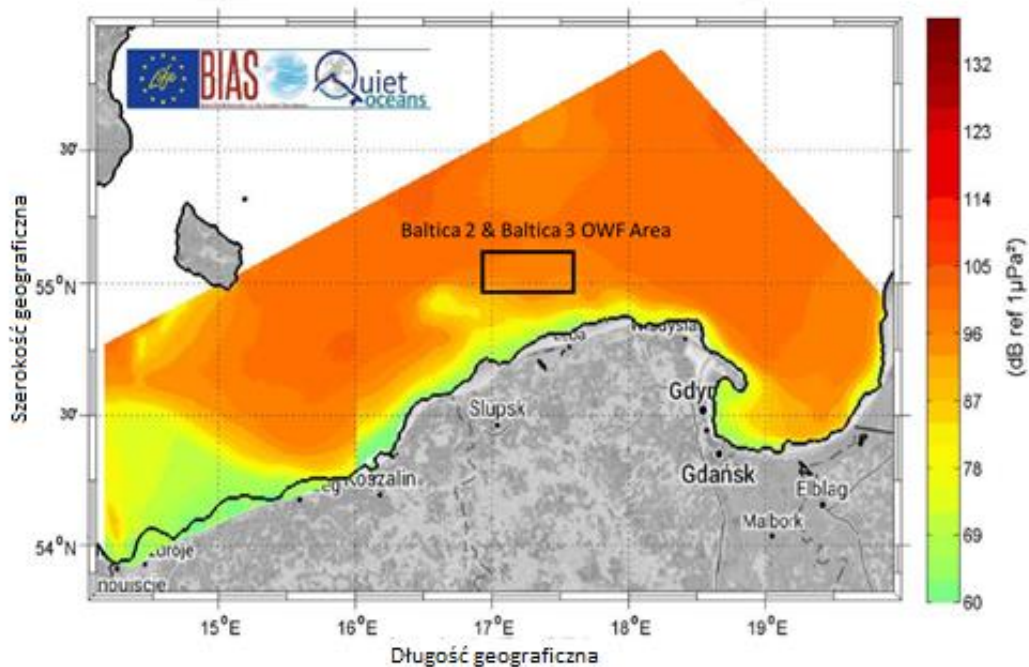 BIAS
Quiet
oceans
132
123
114
105
96
87
78
60
(dB ref 1µPa²)
30'
55°N
30'
54°N
Szerokość geograficzna
Baltica 2 & Baltica 3 OWF Area
Gdyn
Słupsk
Gdańsk
Koszalin
Elbląg
Malbork
15°E
16°E
17°E
18°E
19°E
Długość geograficzna